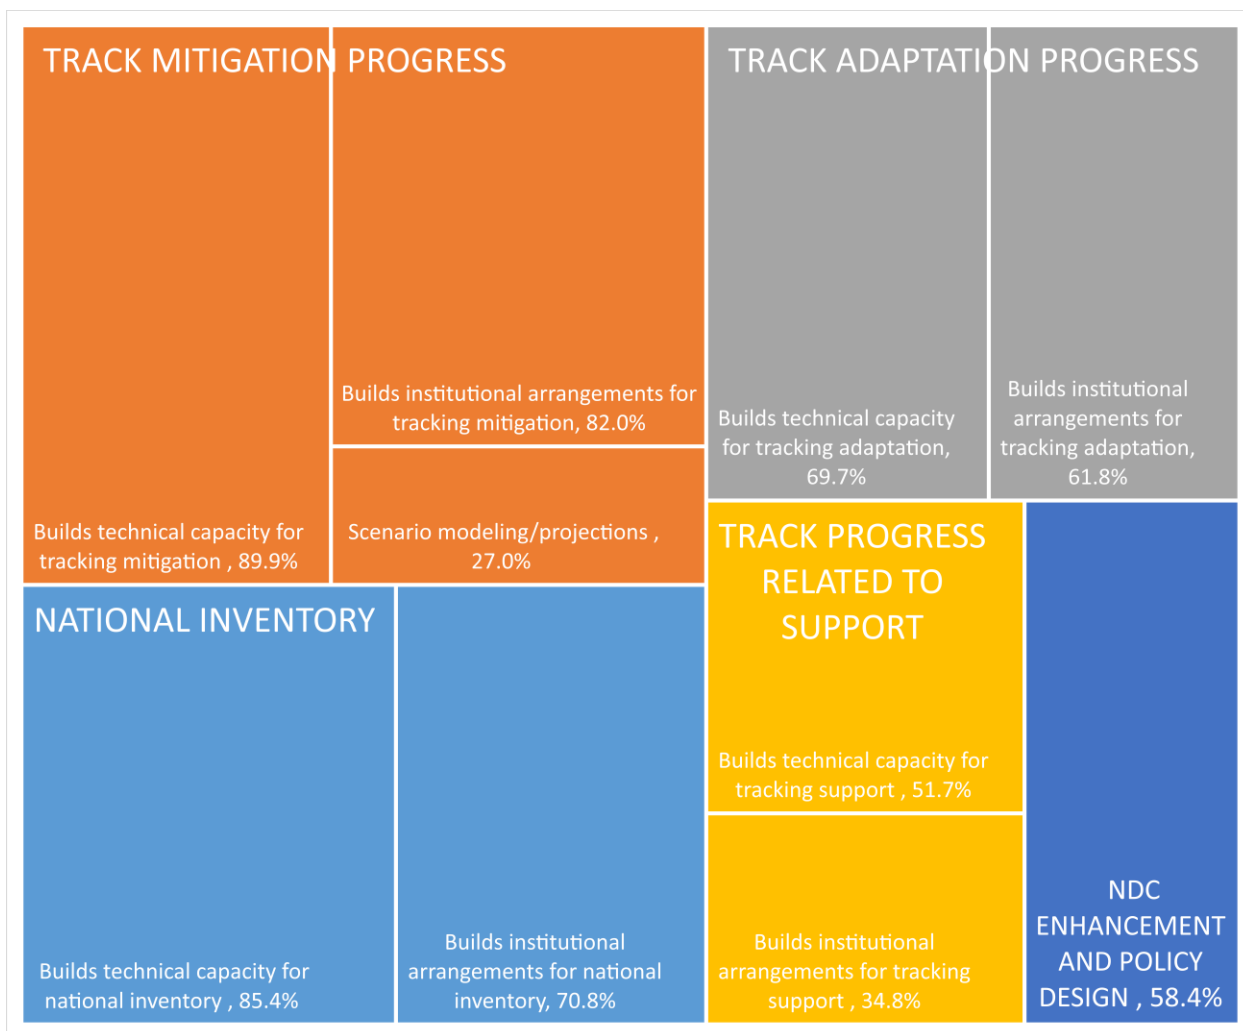 TRACK MITIGATION PROGRESS
Builds technical capacity for
tracking mitigation , 89.9%
Builds institutional arrangements for
tracking mitigation, 82.0%
Scenario modeling/projections ,
27.0%
TRACK ADAPTATION PROGRESS
Builds technical capacity
for tracking adaptation,
69.7%
Builds institutional
arrangements for
tracking adaptation,
61.8%
NATIONAL INVENTORY
Builds technical capacity for
national inventory , 85.4%
Builds institutional
arrangements for national
inventory, 70.8%
TRACK PROGRESS
RELATED TO
SUPPORT
Builds technical capacity for
tracking support , 51.7%
Builds institutional
arrangements for tracking
support , 34.8%
NDC
ENHANCEMENT
AND POLICY
DESIGN , 58.4%